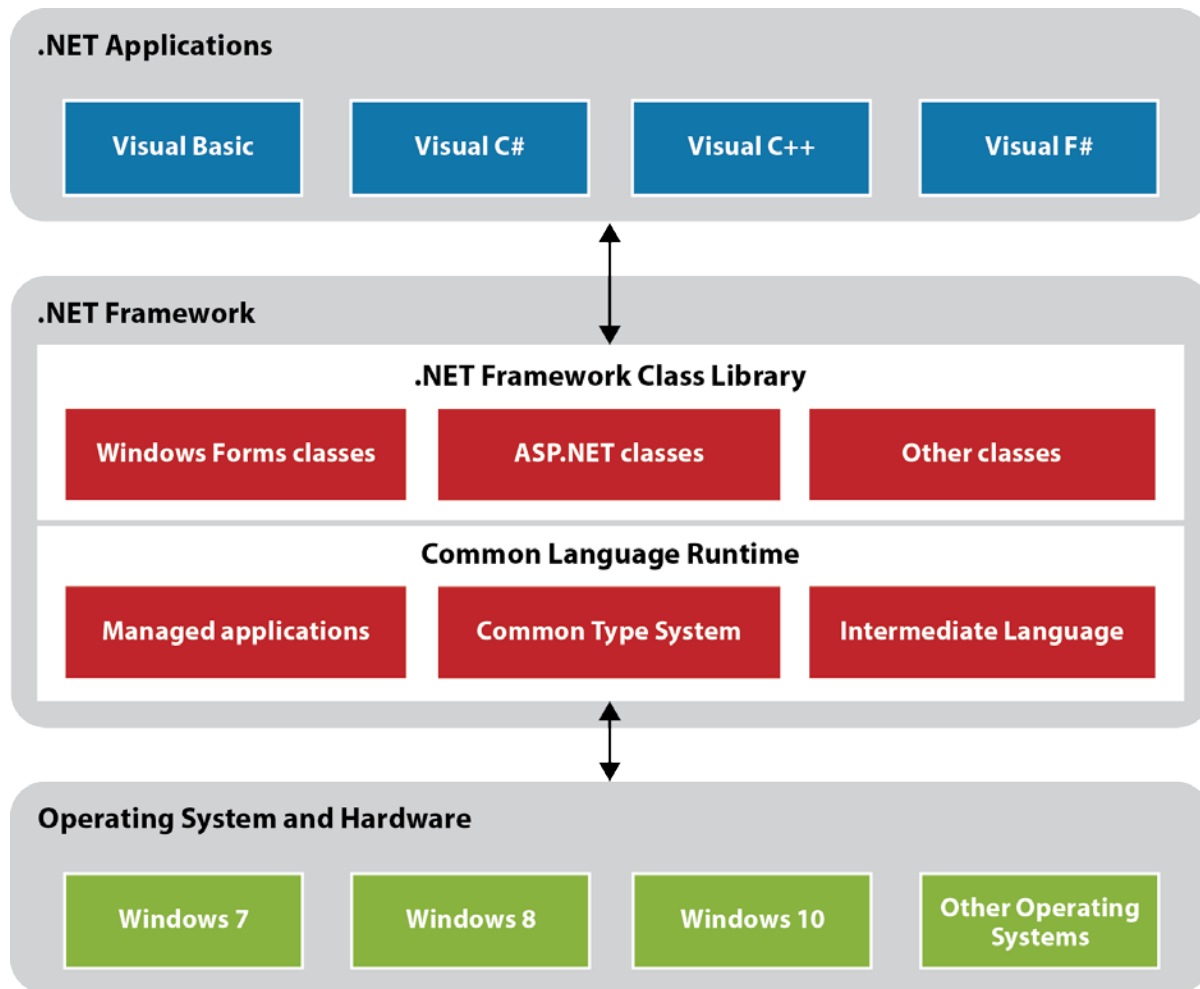 .NET Applications
Visual Basic
Visual C#
Visual C++
Visual F#
.NET Framework
.NET Framework Class Library
Windows Forms classes
ASP.NET classes
Other classes
Common Language Runtime
Managed applications
Common Type System
Intermediate Language
Operating System and Hardware
Windows 7
Windows 8
Windows 10
Other Operating
Systems